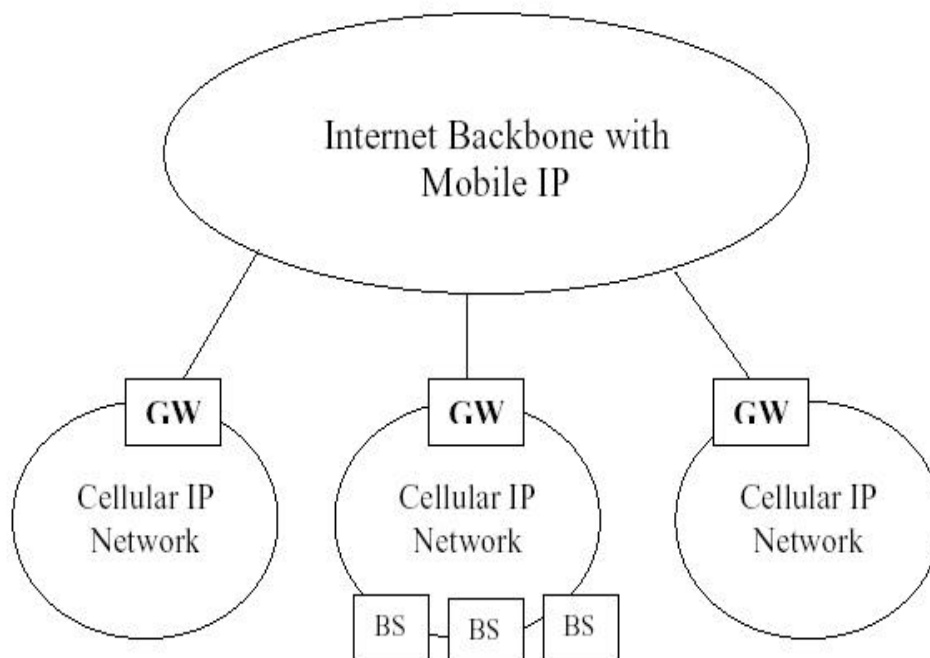 Internet Backbone with
Mobile IP
GW
GW
GW
Cellular IP
Network
Cellular IP
Network
Cellular IP
Network
BS
BS
BS